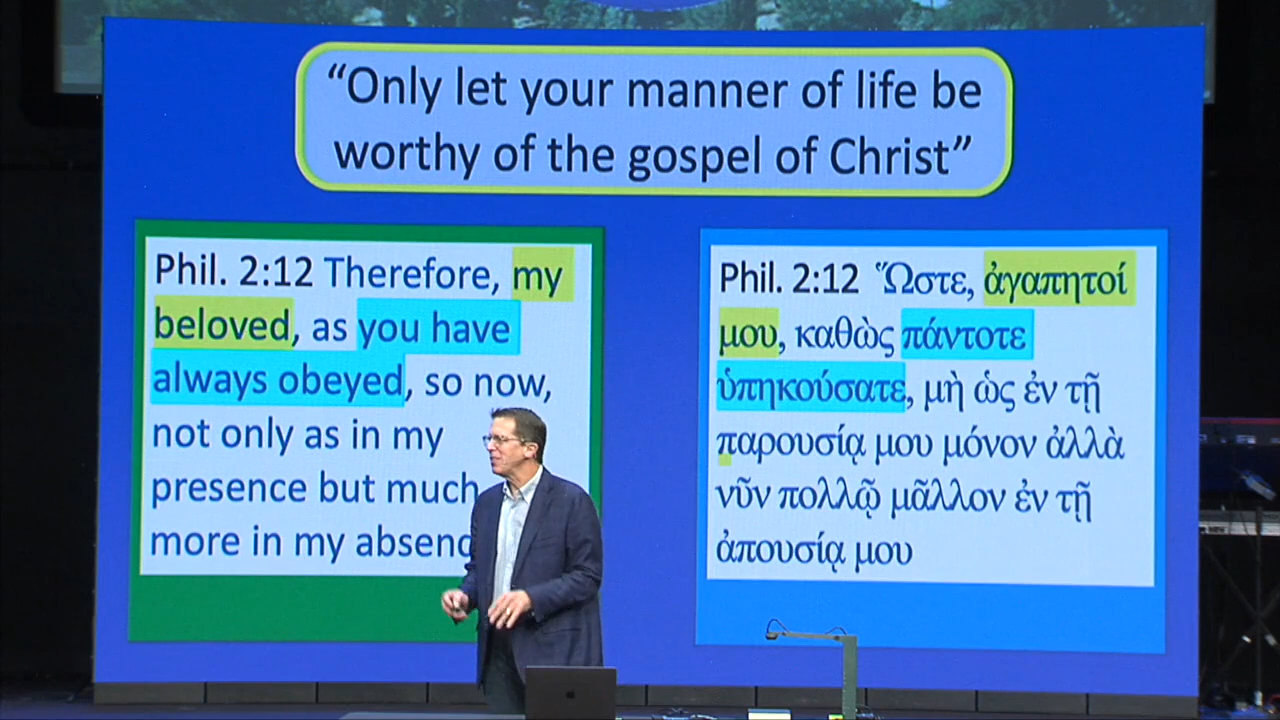 “Only let your manner of life be
worthy of the gospel of Christ”
Phil. 2:12 Therefore, my
beloved, as you have
always obeyed, so now,
not only as in my
presence but much
more in my absenc
Phil. 2:12 Ὥστε, ἀγαπητοί
μου, καθὼς πάντοτε
ὑπηκούσατε, μὴ ὡς ἐν τῇ
παρουσίᾳ μου μόνον ἀλλὰ
νῦν πολλῷ μᾶλλον ἐν τῇ
ἀπουσίᾳ μου